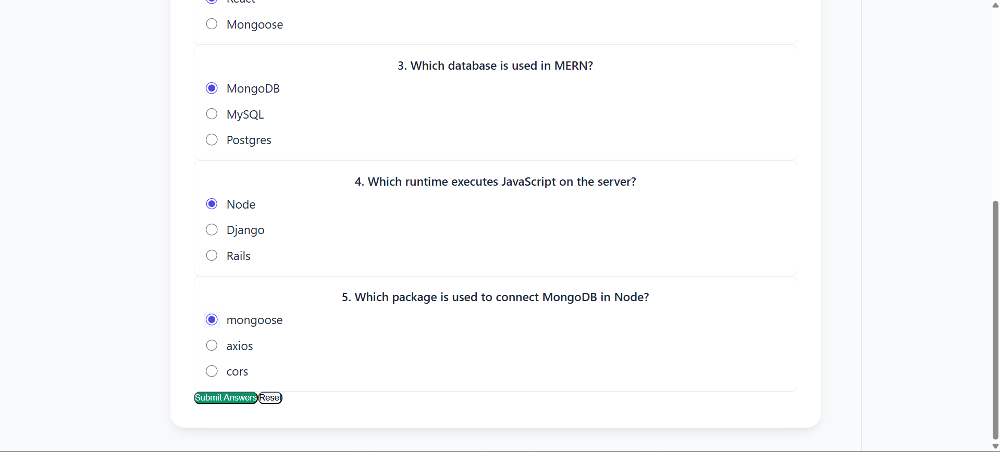 React
Mongoose
3. Which database is used in MERN?
MongoDB
MySQL
Postgres
4. Which runtime executes JavaScript on the server?
Node
Django
Rails
5. Which package is used to connect MongoDB in Node?
mongoose
axios
cors
Submit Answers Reset